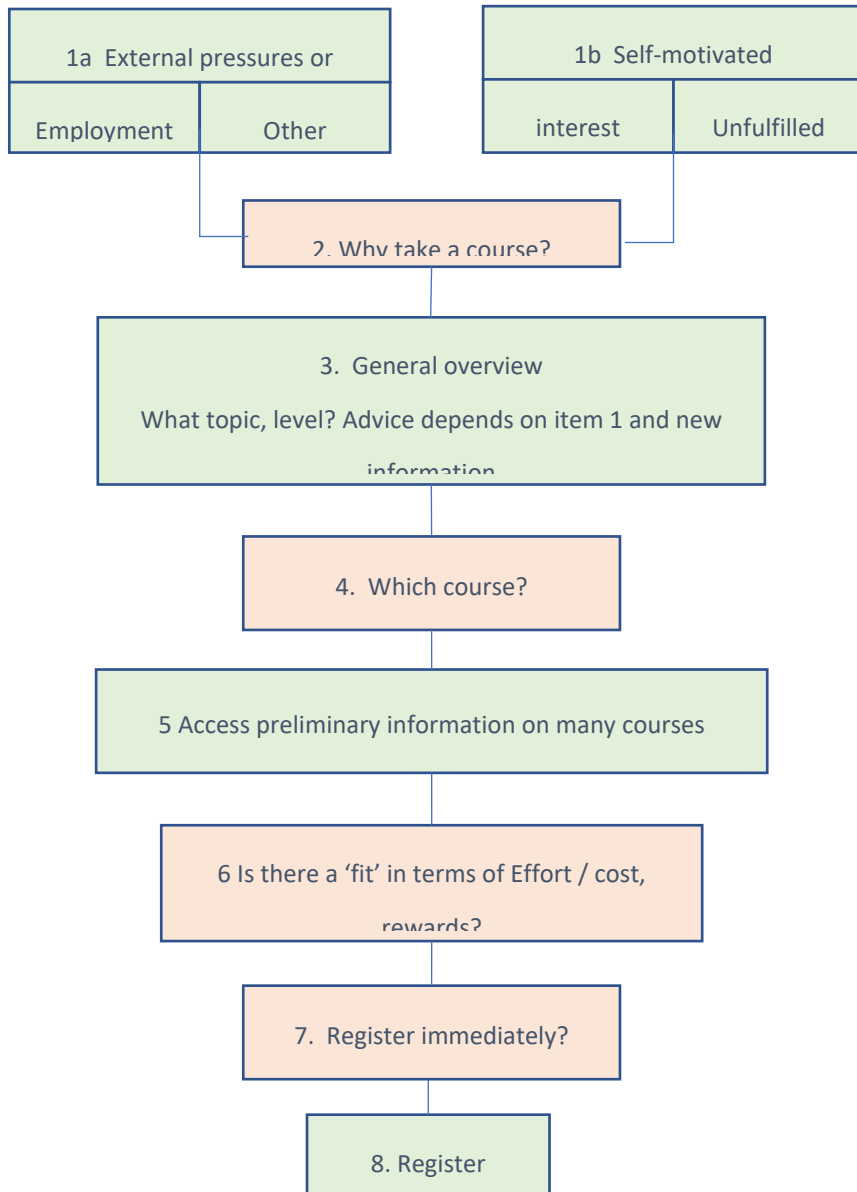 1a External pressures or
Employment
Other
1b Self-motivated
interest
Unfulfilled
2. Why take a course?
3. General overview
What topic, level? Advice depends on item 1 and new
information
4. Which course?
5 Access preliminary information on many courses
6 Is there a ‘fit’ in terms of Effort / cost,
rewards?
7. Register immediately?
8. Register